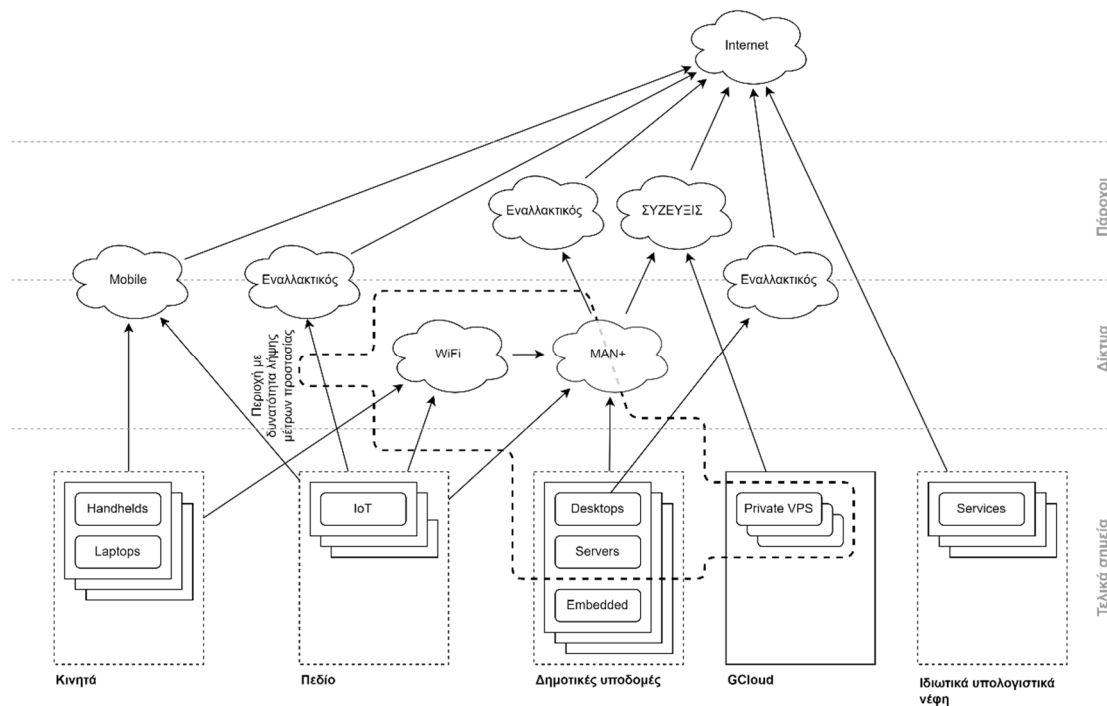 Internet
Πάροχοι
Εναλλακτικός
ΣΥΖΕΥΞΙΣ
Mobile
Εναλλακτικός
Εναλλακτικός
Δίκτυα
WiFi
MAN+
Περιοχή με
δυνατότητα λήψης
μέτρων προστασίας
Τελικά σημεία
Handhelds
Laptops
IoT
Desktops
Servers
Embedded
Private VPS
Services
Κινητά
Πεδίο
Δημοτικές υποδομές
GCloud
Ιδιωτικά υπολογιστικά
νέφη